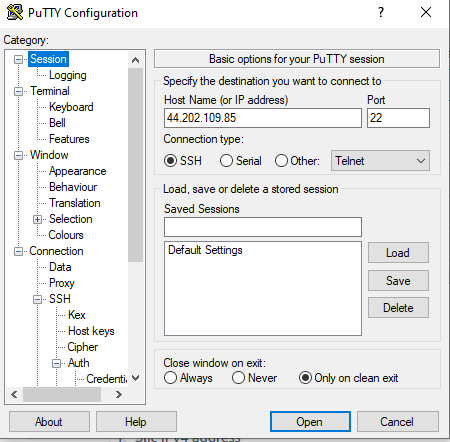 PuTTY Configuration
Category:
Session
Logging
Terminal
Keyboard
Bell
Features
Window
Appearance
Behaviour
Translation
Selection
Colours
Connection
Data
Proxy
SSH
Kex
Host keys
Cipher
Auth
Basic options for your PuTTY session
Specify the destination you want to connect to
Host Name (or IP address) Port
44.202.109.85 22
Connection type:
SSH Serial Other: Telnet
Load, save or delete a stored session
Saved Sessions
Default Settings
Load
Save
Delete
Close window on exit:
Always Never Only on clean exit
About Help Open Cancel